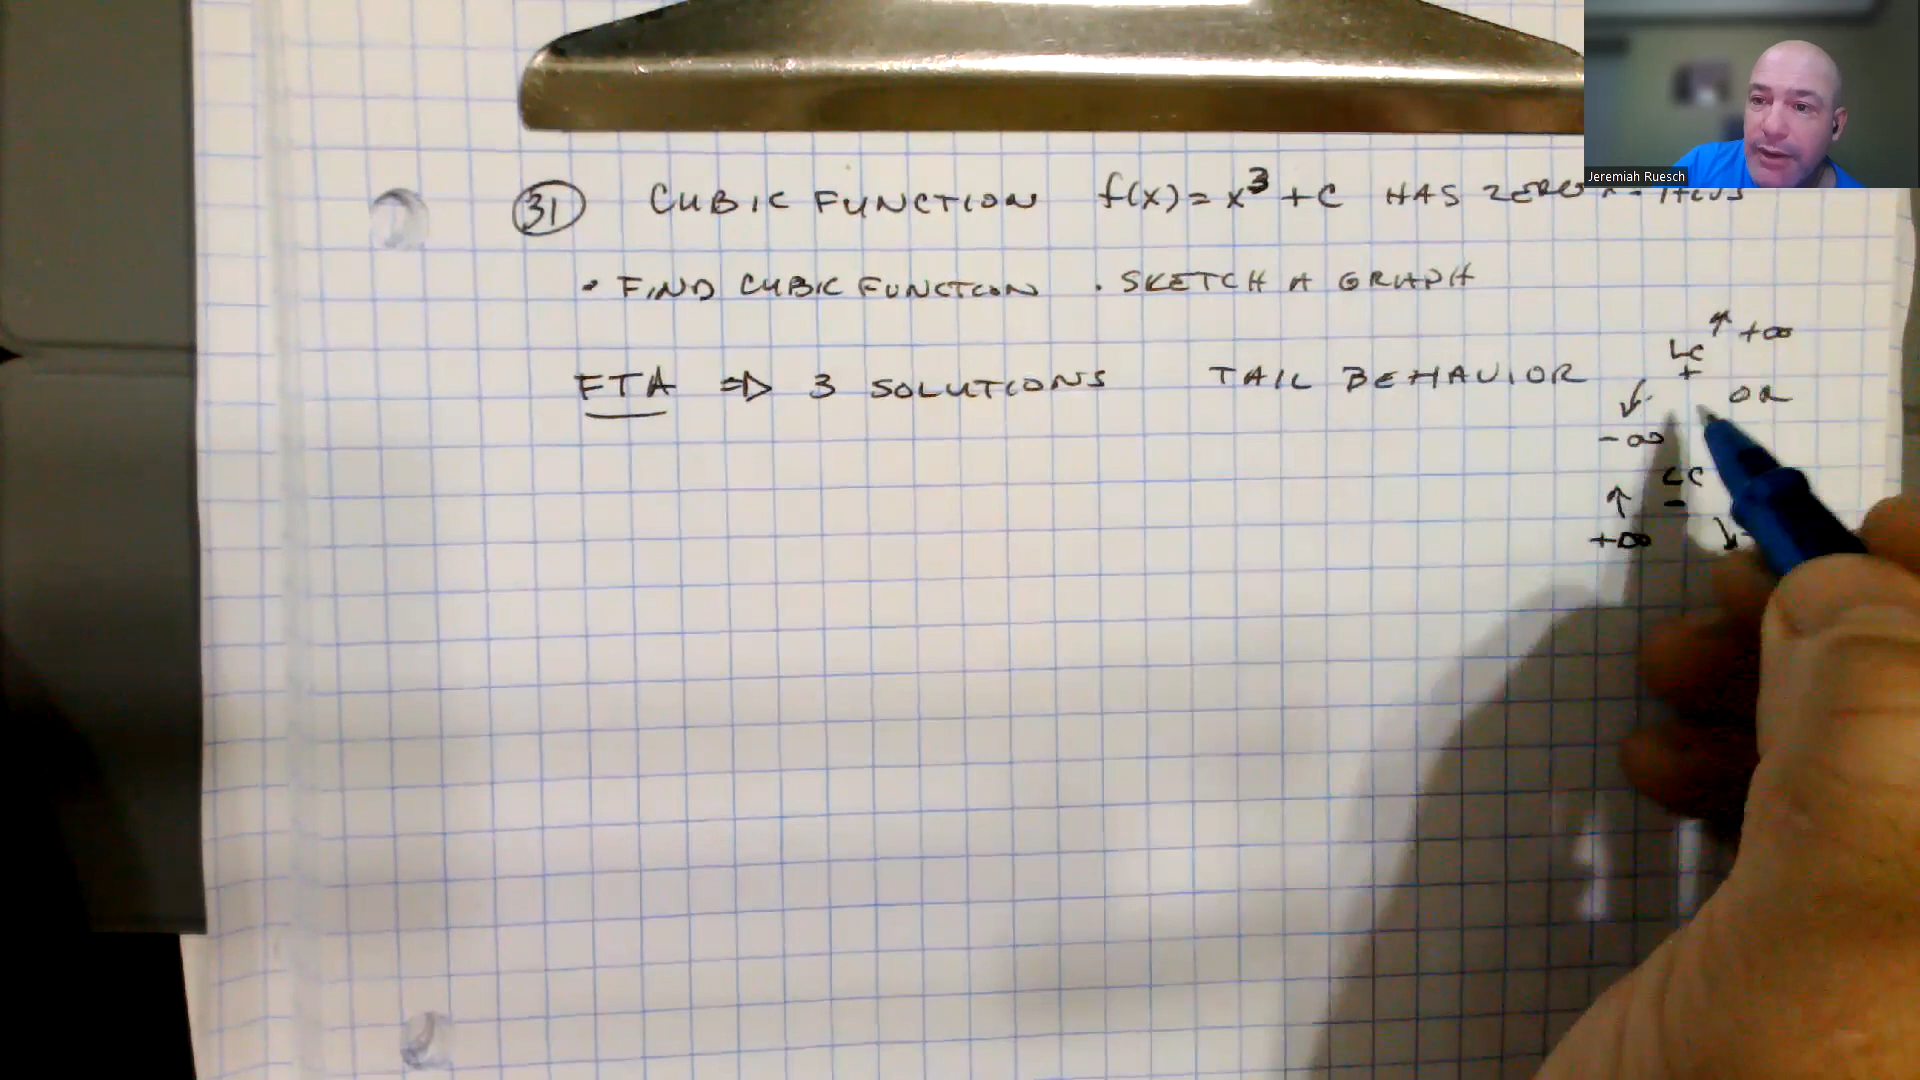 Jeremiah Ruesch
31 CUBIC FUNCTION f(x) = x³ + C HAS
• FIND CUBIC FUNCTION • SKETCH A GRAPH
FTA ⇒ 3 SOLUTIONS TAIL BEHAVIOR
↑ +∞
LC
+
↓ OR
-∞
LC
↑ -
+∞ ↓